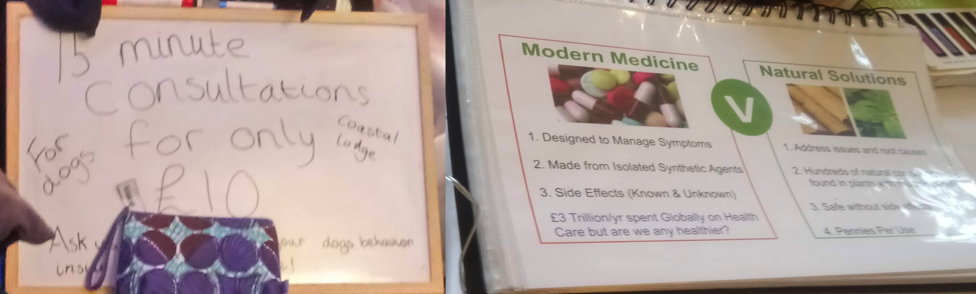 15 minute
Consultations
for only
For dogs
coastal lodge
£10
Ask
our dogs behavior
Modern Medicine
1. Designed to Manage Symptoms
2. Made from Isolated Synthetic Agents
3. Side Effects (Known & Unknown)
£3 Trillion/yr spent Globally on Health
Care but are we any healthier?
V
Natural Solutions
1. Address issues and root causes
2. Hundreds of natural
found in plants
3. Safe without side
4. Pennies Per Use